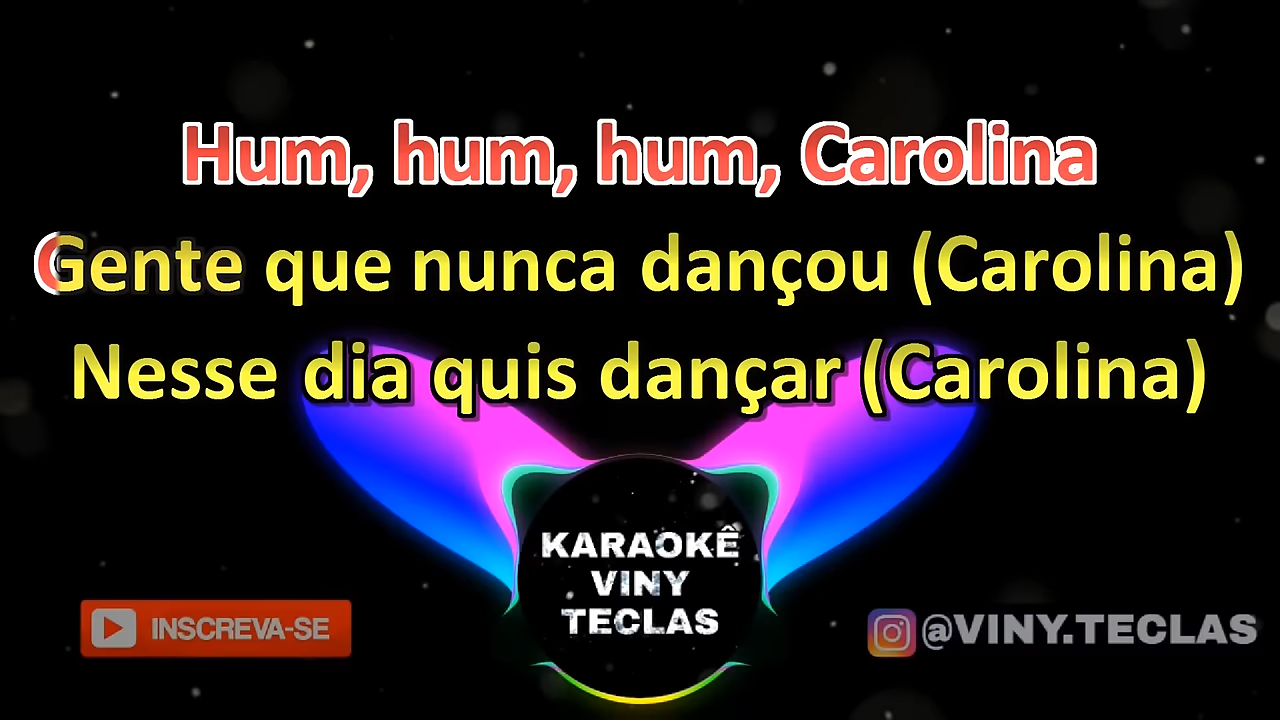 Hum, hum, hum, Carolina
Gente que nunca dançou (Carolina)
Nesse dia quis dançar (Carolina)
KARAOKÊ
VINY
TECLAS
INSCREVA-SE
@VINY.TECLAS